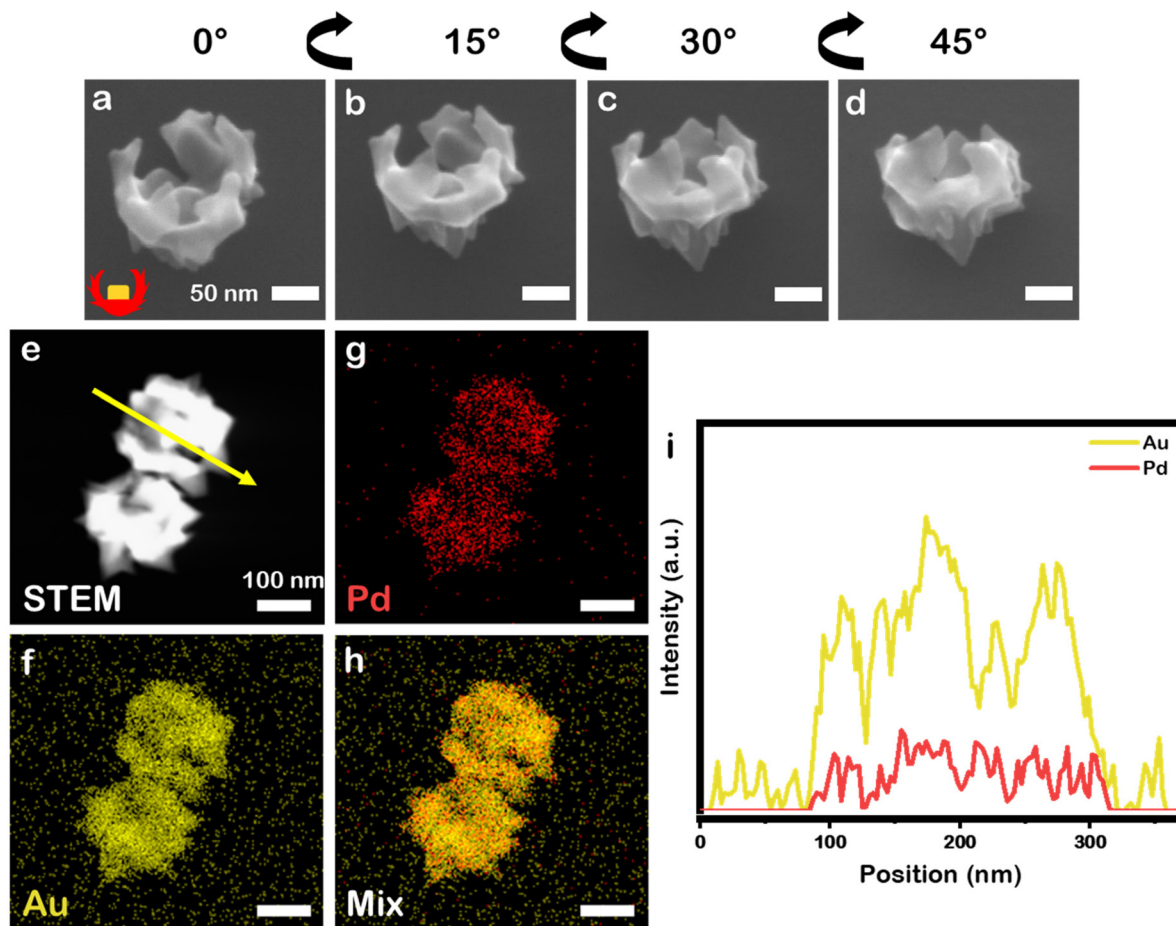 0° 15° 30° 45°
a b c d
50 nm
e g
100 nm
STEM Pd
f h
Au Mix
i
Au
Pd
Intensity (a.u.)
0 100 200 300
Position (nm)